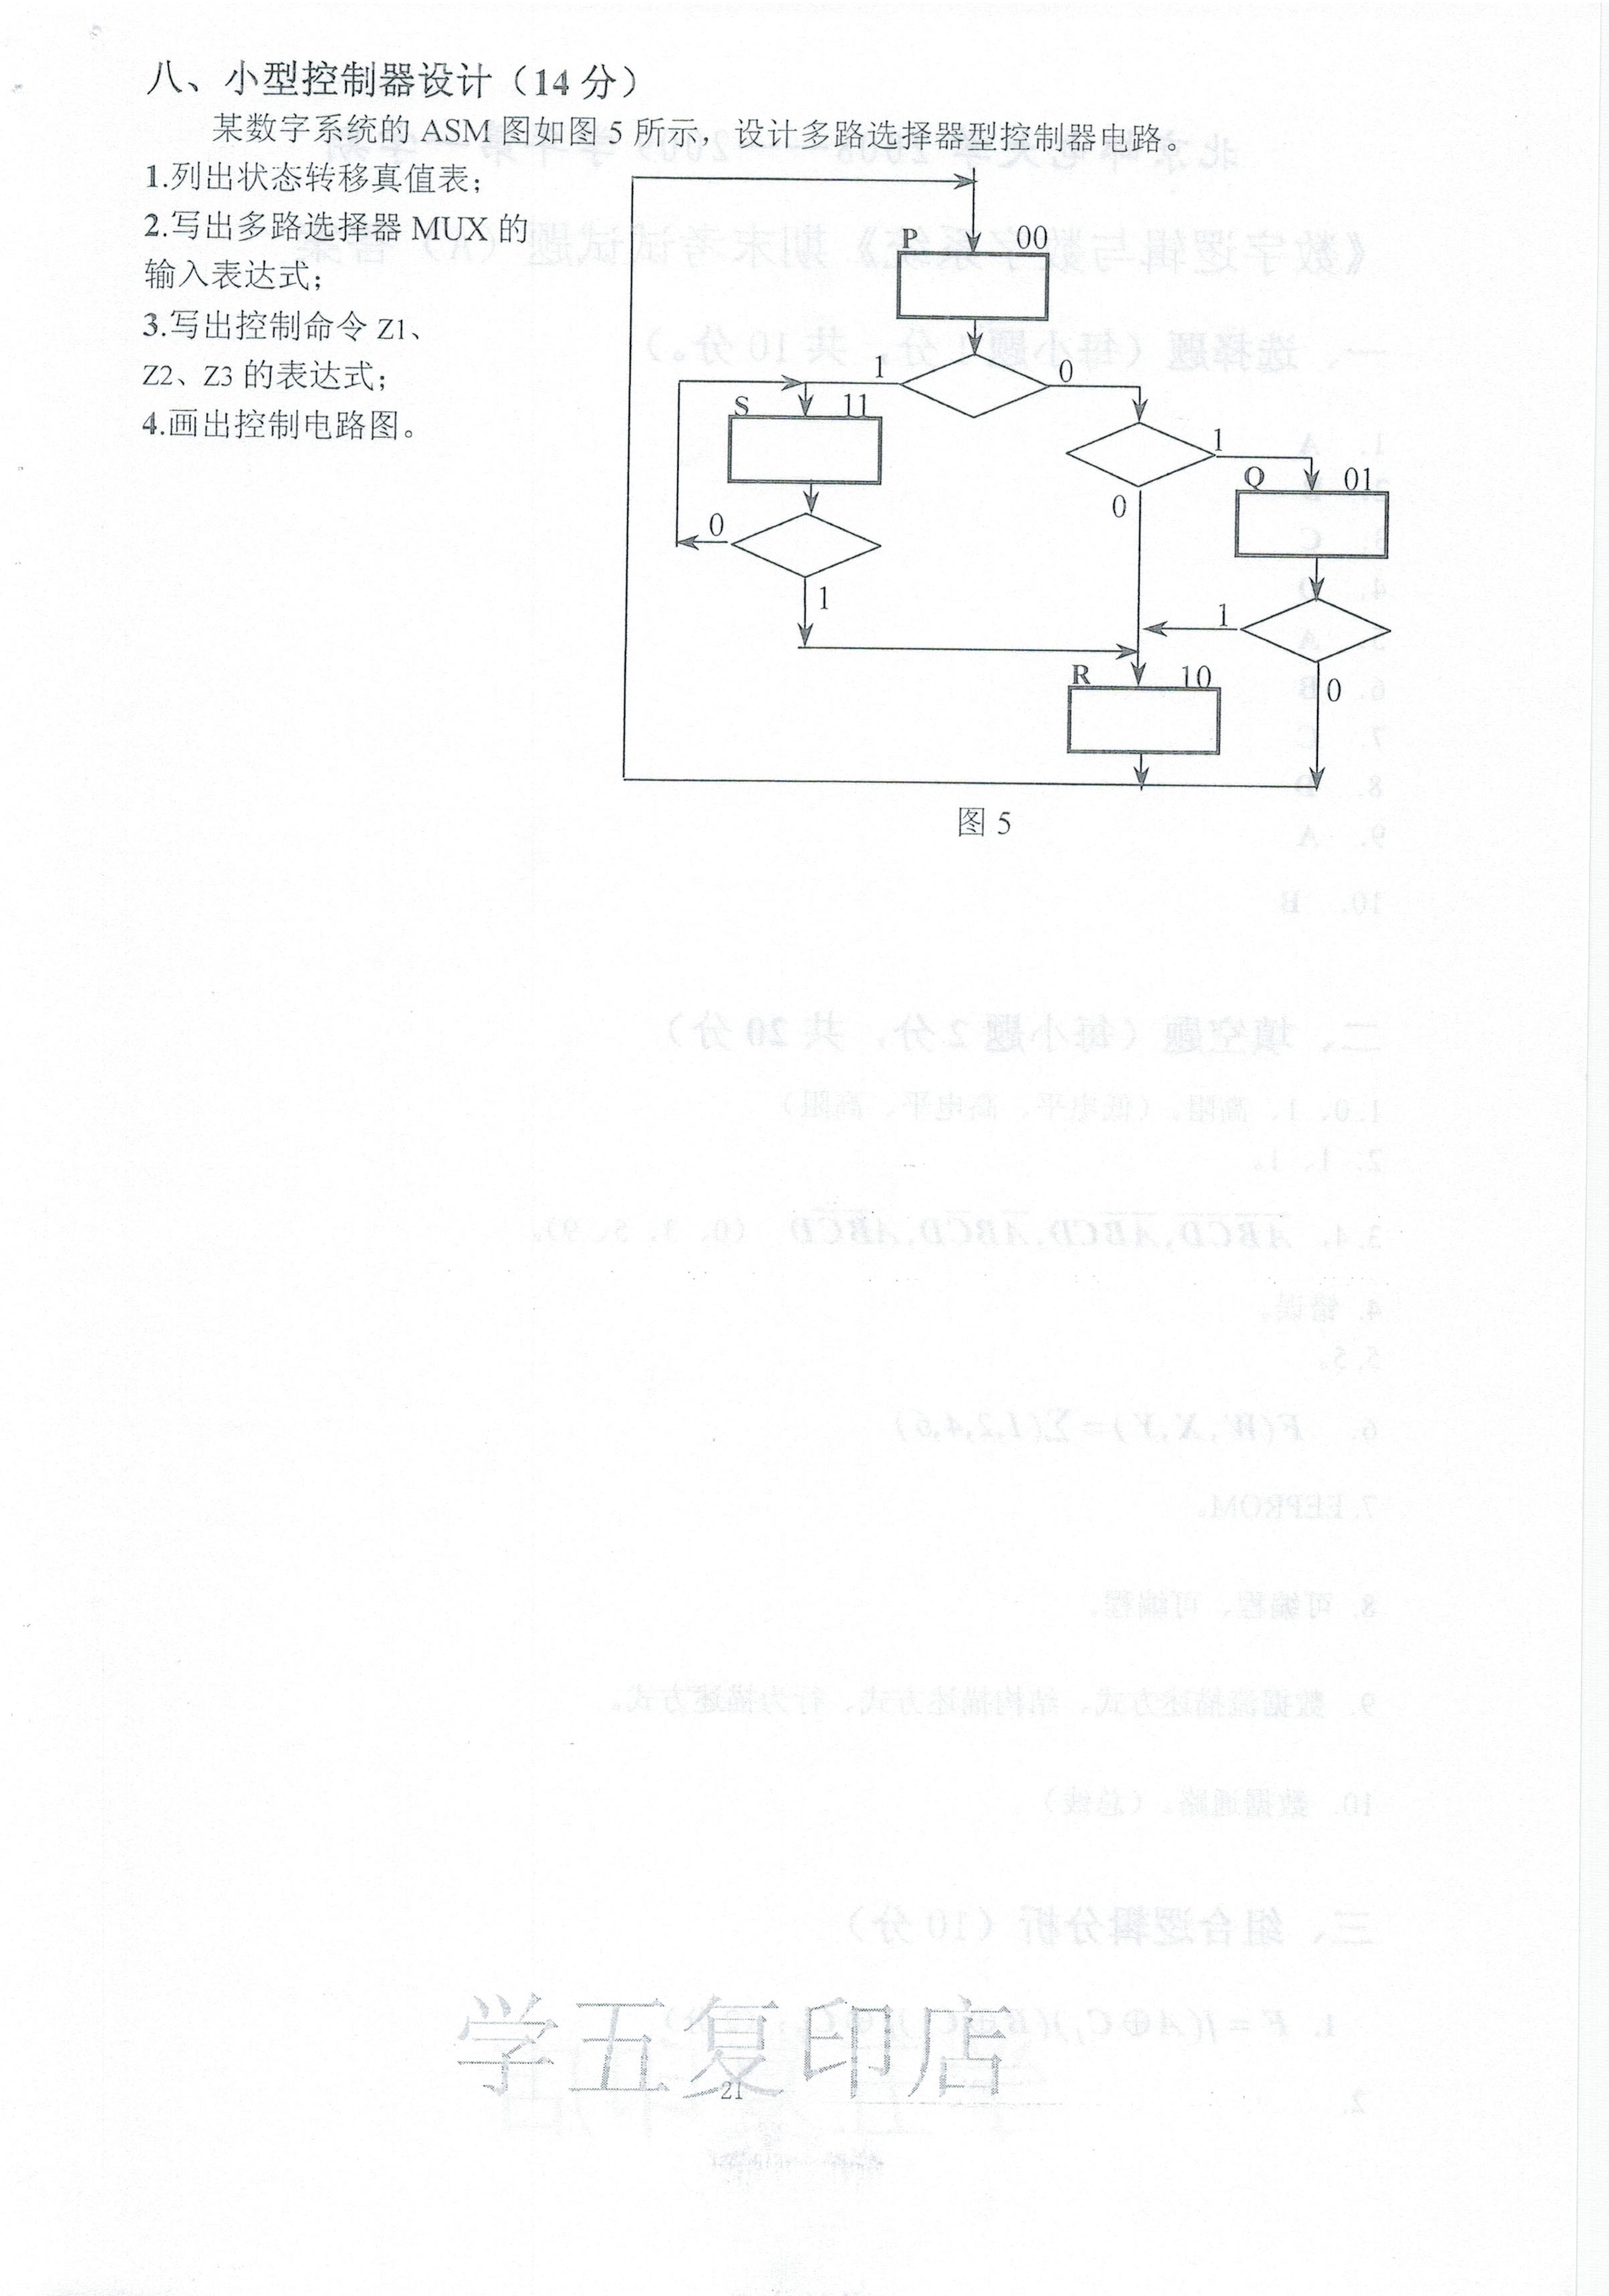 八、小型控制器设计（14 分）
某数字系统的 ASM 图如图 5 所示，设计多路选择器型控制器电路。
1.列出状态转移真值表；
2.写出多路选择器 MUX 的
输入表达式；
3.写出控制命令 Z1、
Z2、Z3 的表达式；
4.画出控制电路图。
P 00
1 0
S 11
1
Q 01
0
0
1
1
R 10
0
图 5
学五复印店
21